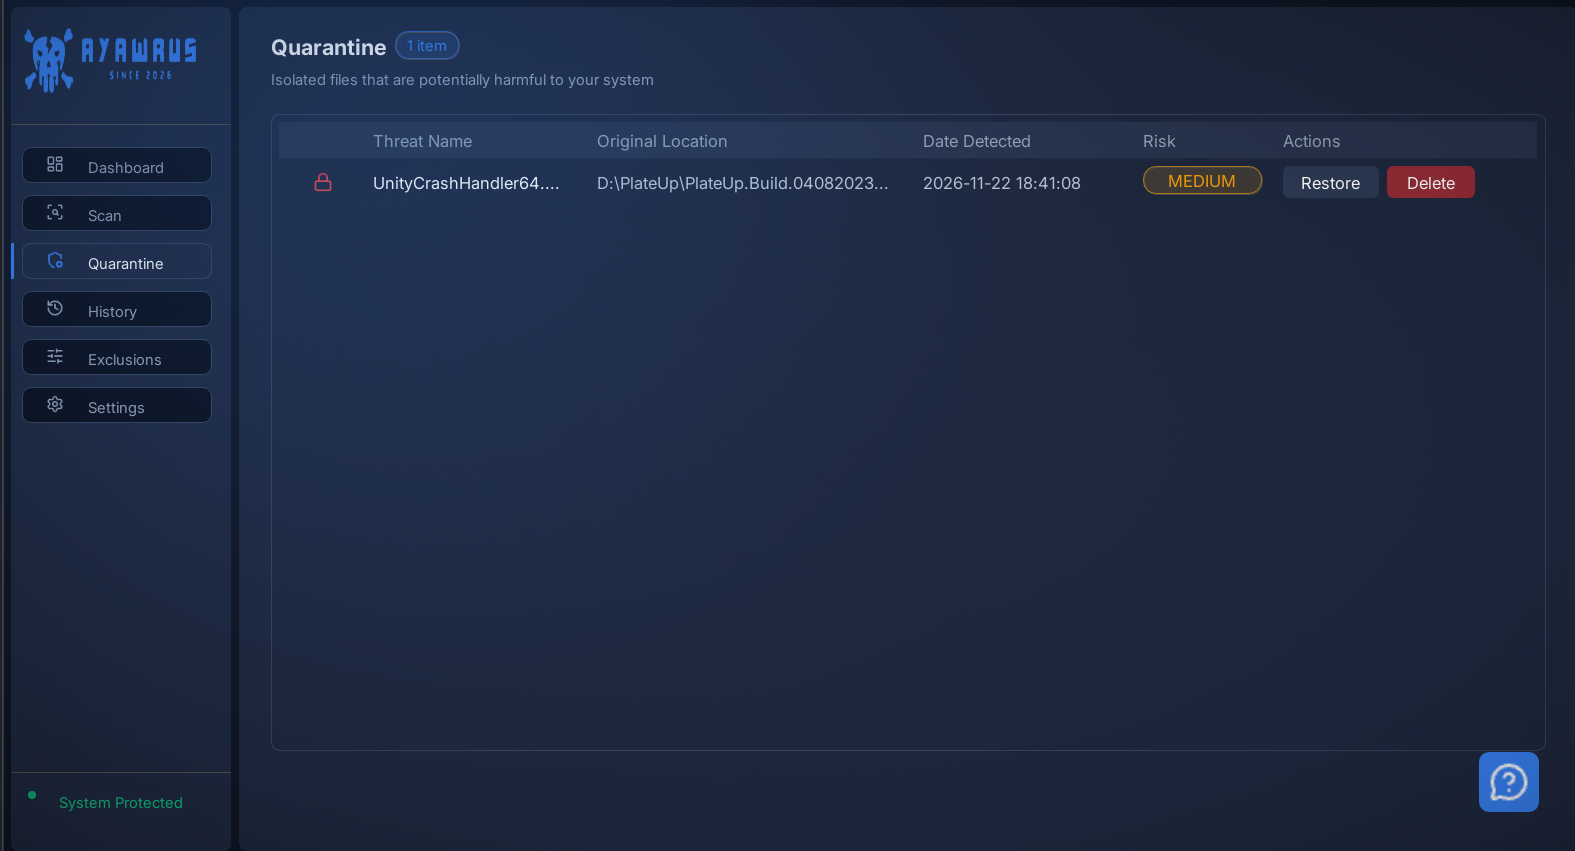 AYAWAUS
SINCE 2026
Dashboard
Scan
Quarantine
History
Exclusions
Settings
System Protected
Quarantine 1 item
Isolated files that are potentially harmful to your system
Threat Name Original Location Date Detected Risk Actions
UnityCrashHandler64.... D:\PlateUp\PlateUp.Build.04082023... 2026-11-22 18:41:08 MEDIUM Restore Delete